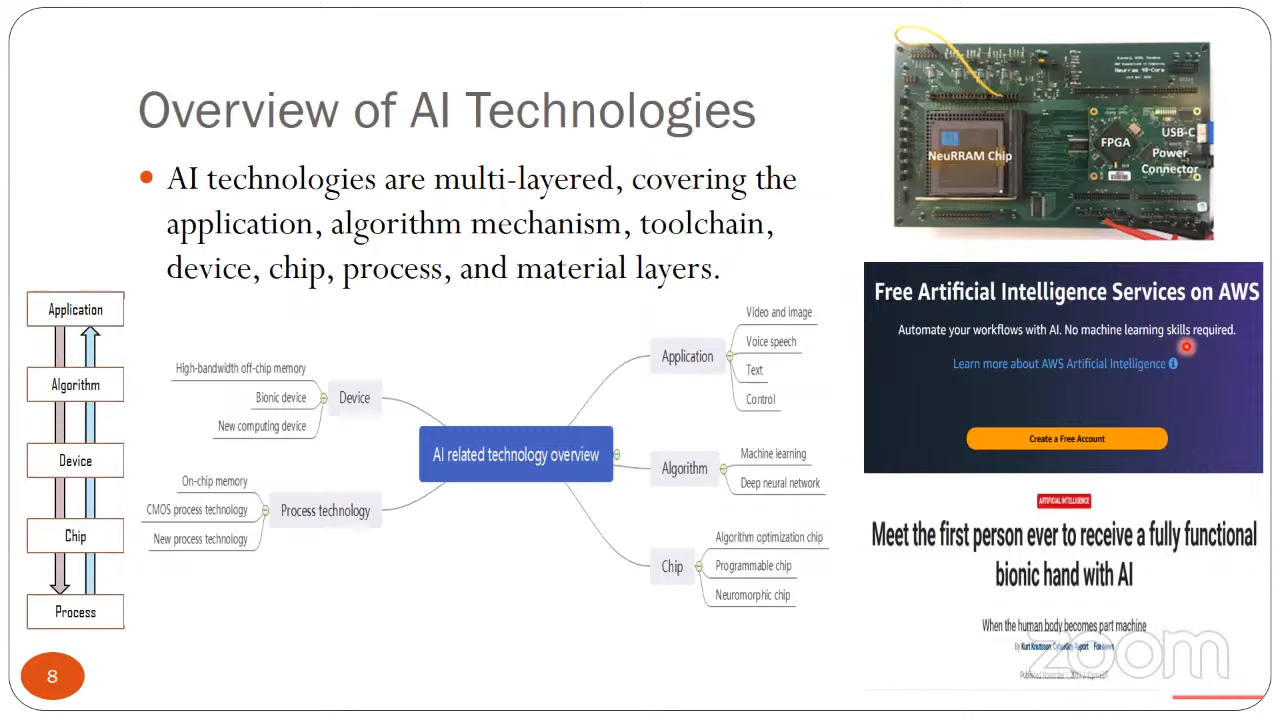 Overview of AI Technologies
AI technologies are multi-layered, covering the
application, algorithm mechanism, toolchain,
device, chip, process, and material layers.
Application
Algorithm
Device
Chip
Process
High-bandwidth off-chip memory
Bionic device
New computing device
Device
On-chip memory
CMOS process technology
New process technology
Process technology
AI related technology overview
Application
Video and image
Voice speech
Text
Control
Algorithm
Machine learning
Deep neural network
Chip
Algorithm optimization chip
Programmable chip
Neuromorphic chip
NeuRRAM Chip
FPGA
USB-C
Power
Connector
Free Artificial Intelligence Services on AWS
Automate your workflows with AI. No machine learning skills required.
Learn more about AWS Artificial Intelligence
Create a Free Account
ARTIFICIAL INTELLIGENCE
Meet the first person ever to receive a fully functional
bionic hand with AI
When the human body becomes part machine
By Kurt Knutsson, CyberGuy Report
zoom
8